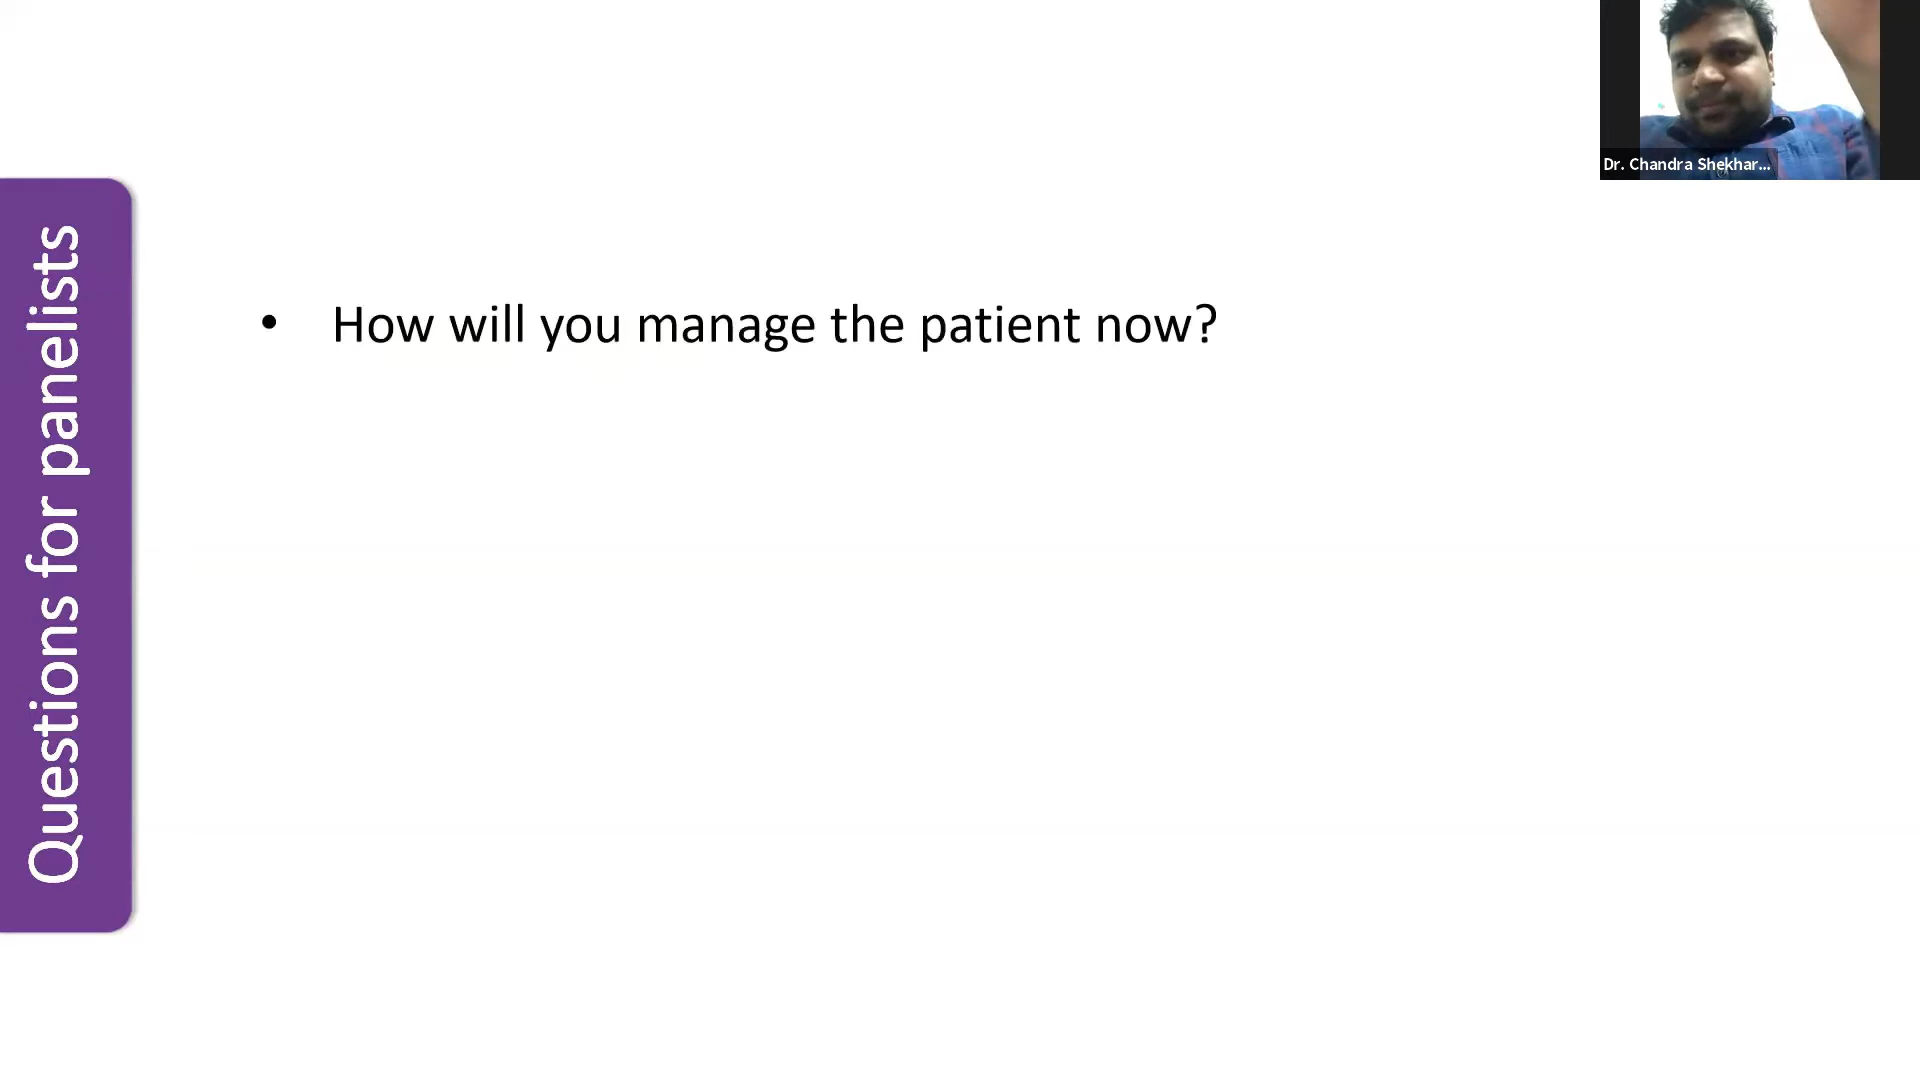 Dr. Chandra Shekhar...
Questions for panelists
• How will you manage the patient now?